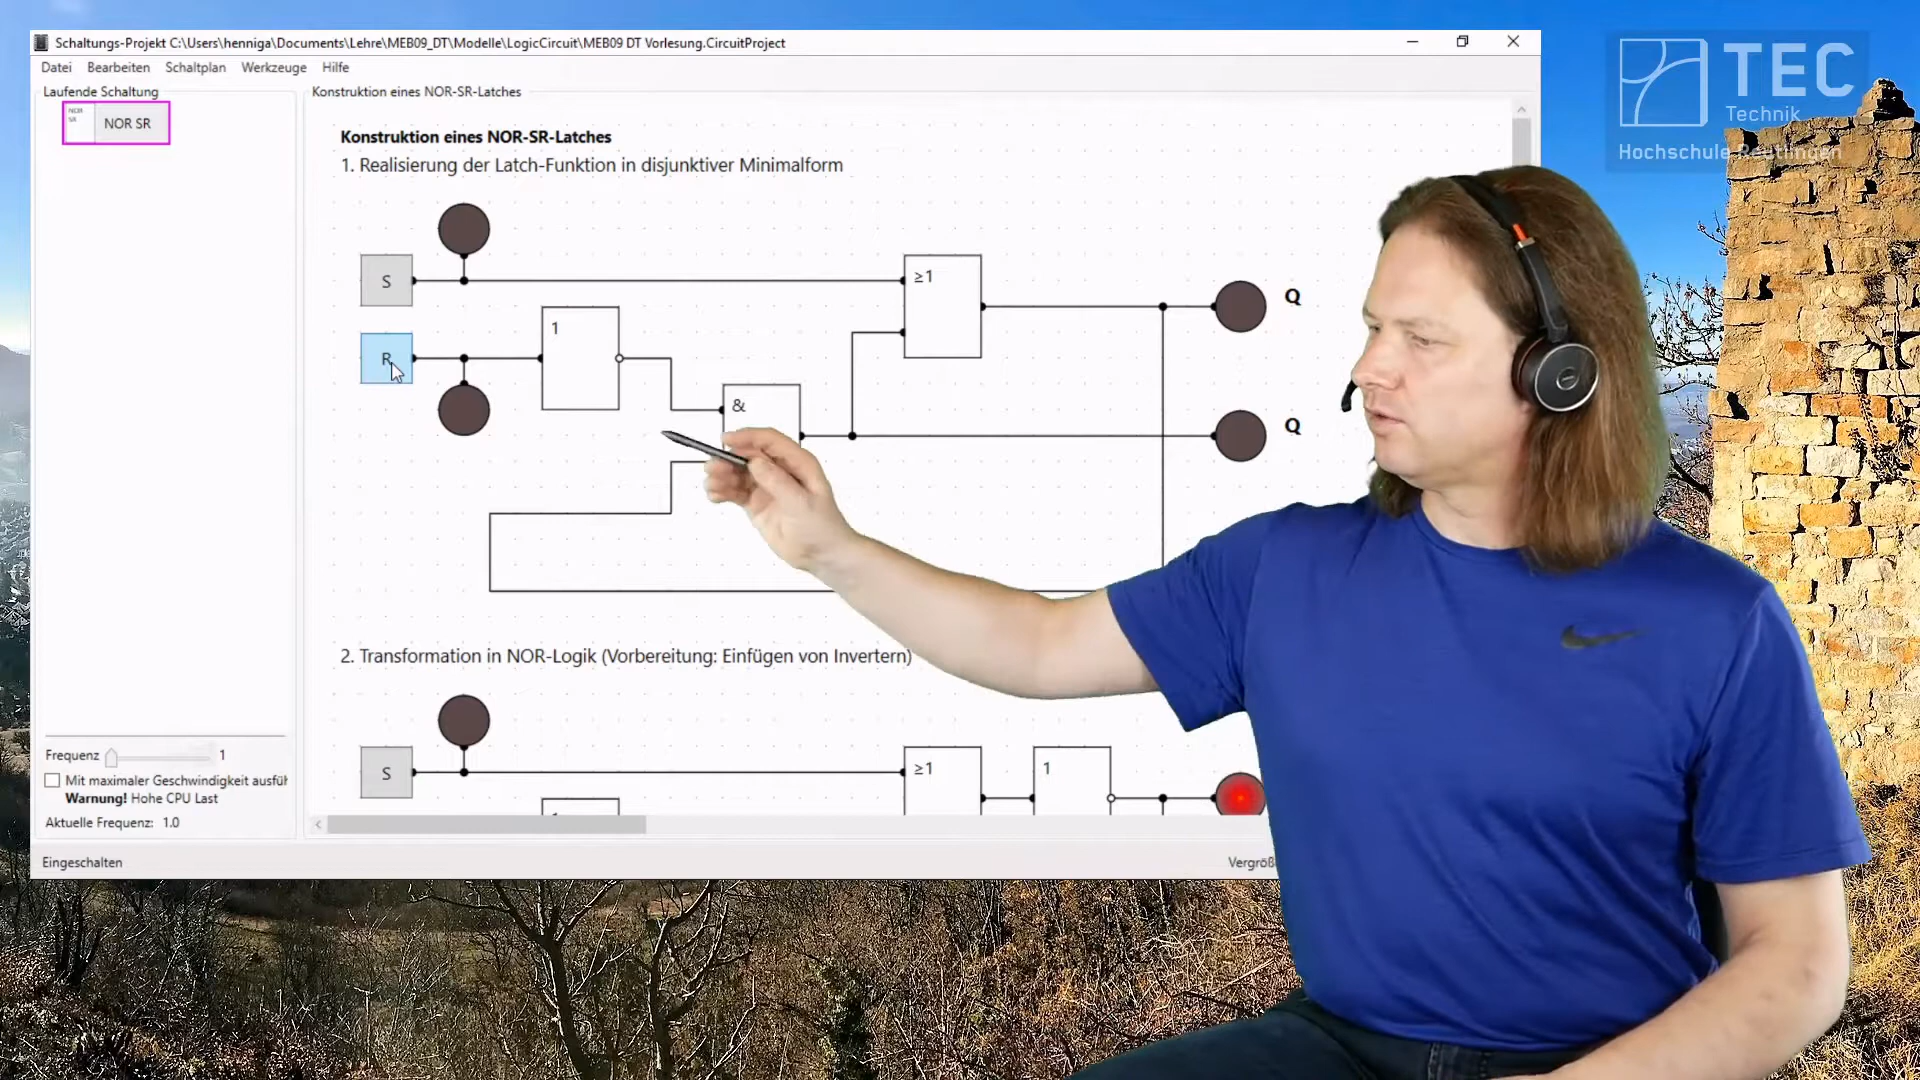 Schaltungs-Projekt C:\Users\henniga\Documents\Lehre\MEB09_DT\Modelle\LogicCircuit\MEB09 DT Vorlesung.CircuitProject
Datei Bearbeiten Schaltplan Werkzeuge Hilfe
Laufende Schaltung
NOR SR
NOR SR
Konstruktion eines NOR-SR-Latches
Konstruktion eines NOR-SR-Latches
1. Realisierung der Latch-Funktion in disjunktiver Minimalform
S
≥1
Q
R
1
&
Q
2. Transformation in NOR-Logik (Vorbereitung: Einfügen von Invertern)
S
≥1
1
Frequenz 1
Mit maximaler Geschwindigkeit ausfüh
Warnung! Hohe CPU Last
Aktuelle Frequenz: 1.0
Eingeschalten
Vergröß
TEC
Technik
Hochschule Reutlingen